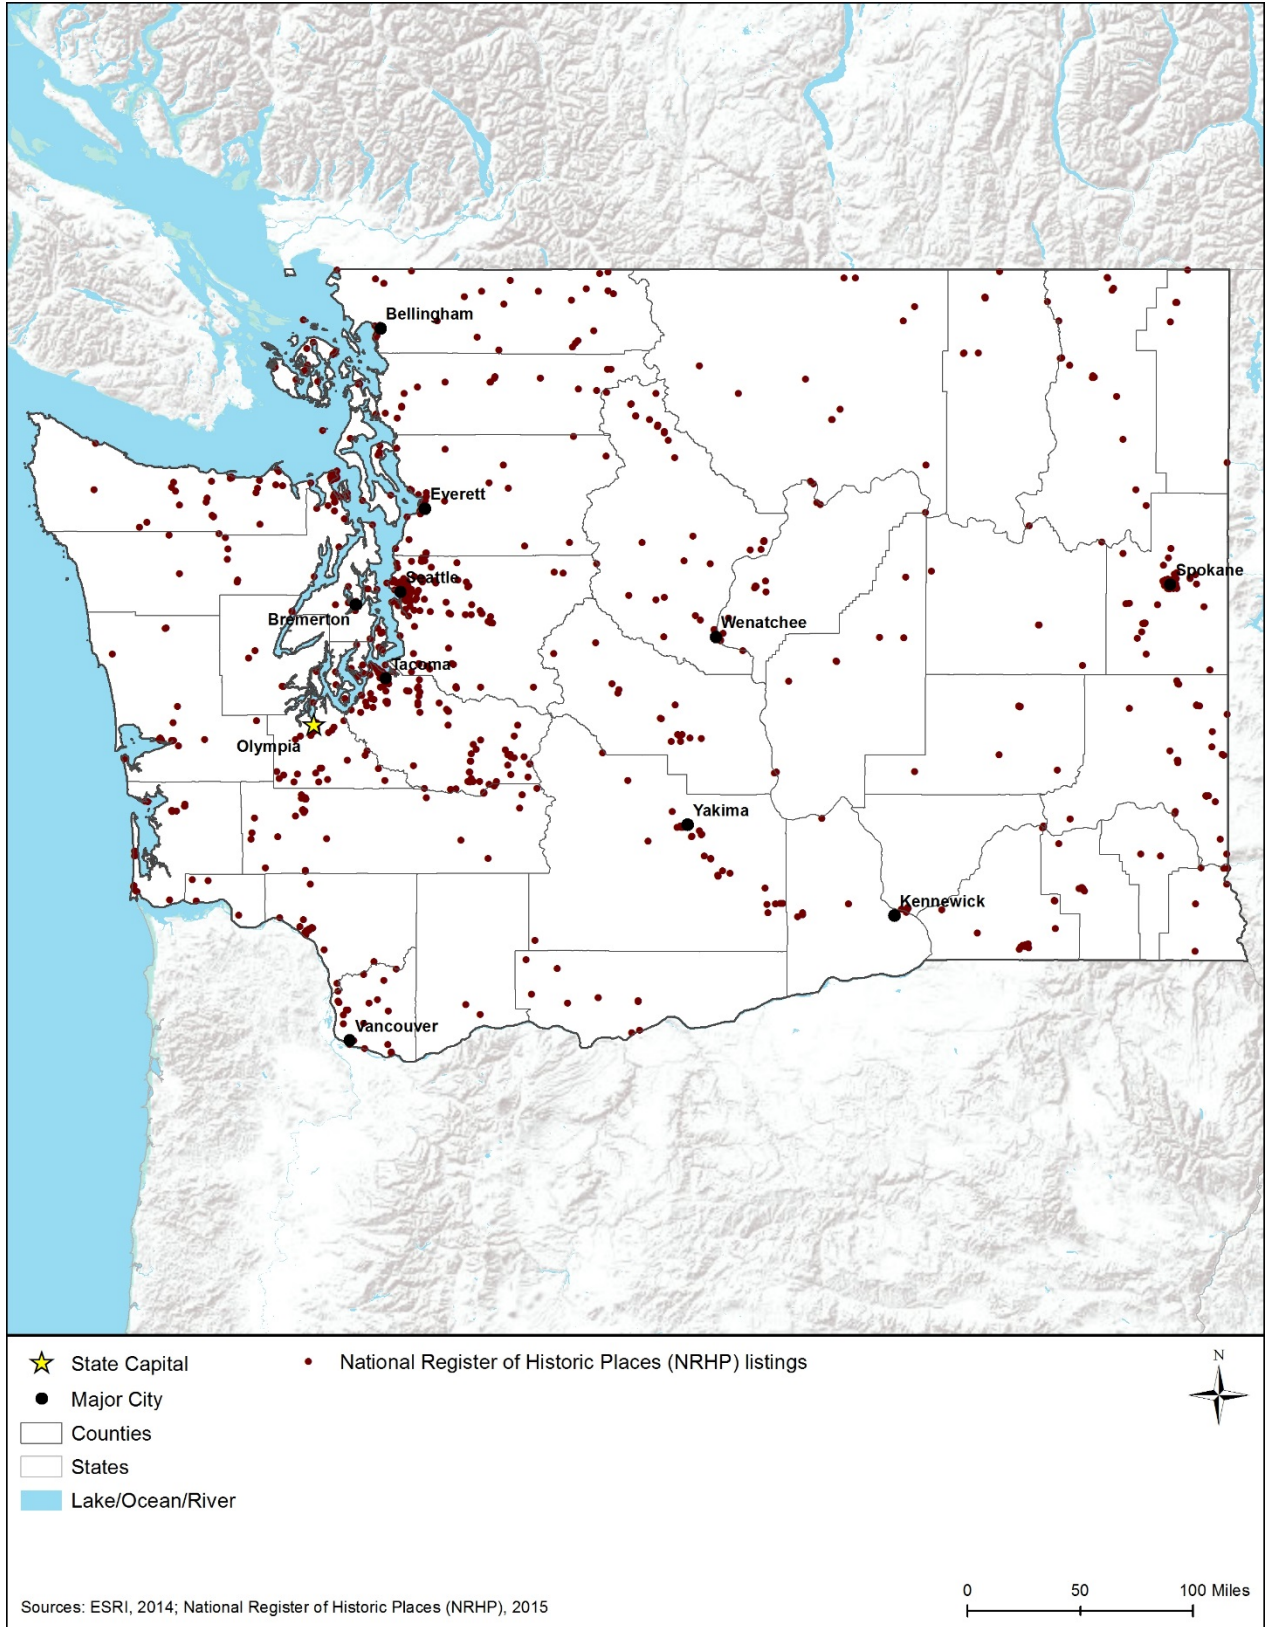 Bellingham
Everett
Seattle
Spokane
Bremerton
Wenatchee
Tacoma
Olympia
Yakima
Kennewick
Vancouver
State Capital
National Register of Historic Places (NRHP) listings
N
Major City
Counties
States
Lake/Ocean/River
0 50 100 Miles
Sources: ESRI, 2014; National Register of Historic Places (NRHP), 2015